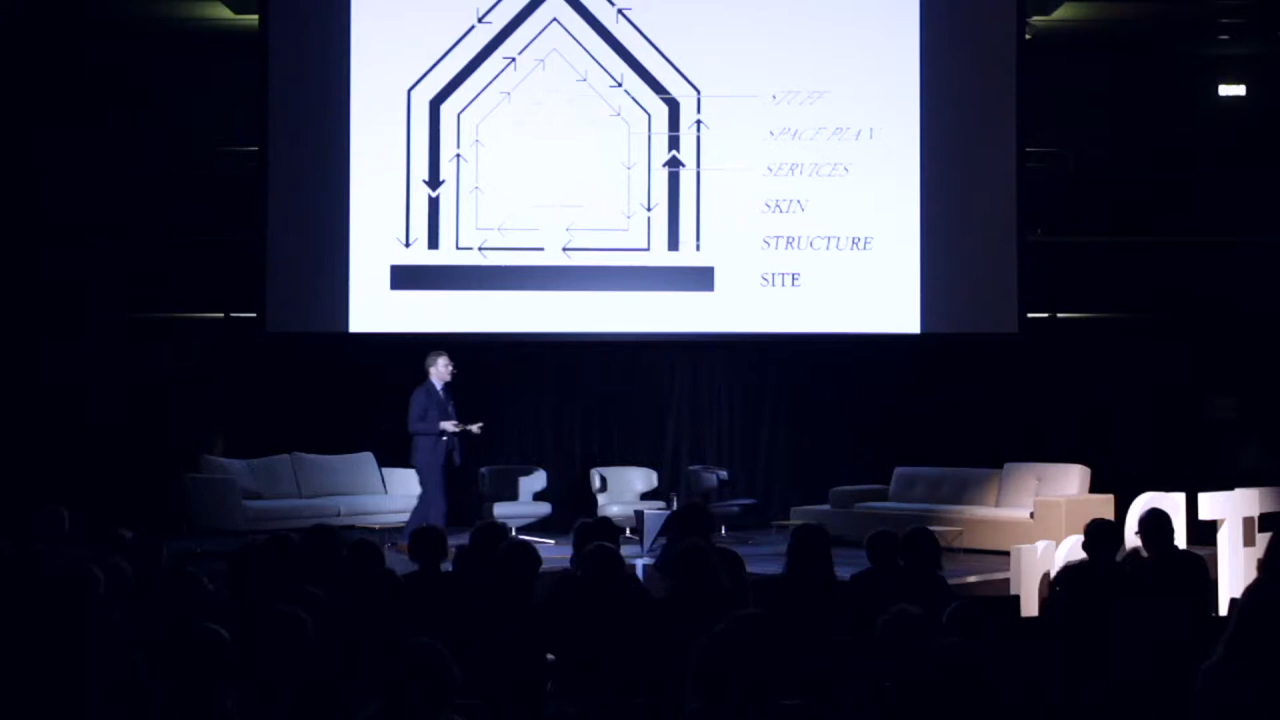 STUFF
SPACE PLAN
SERVICES
SKIN
STRUCTURE
SITE